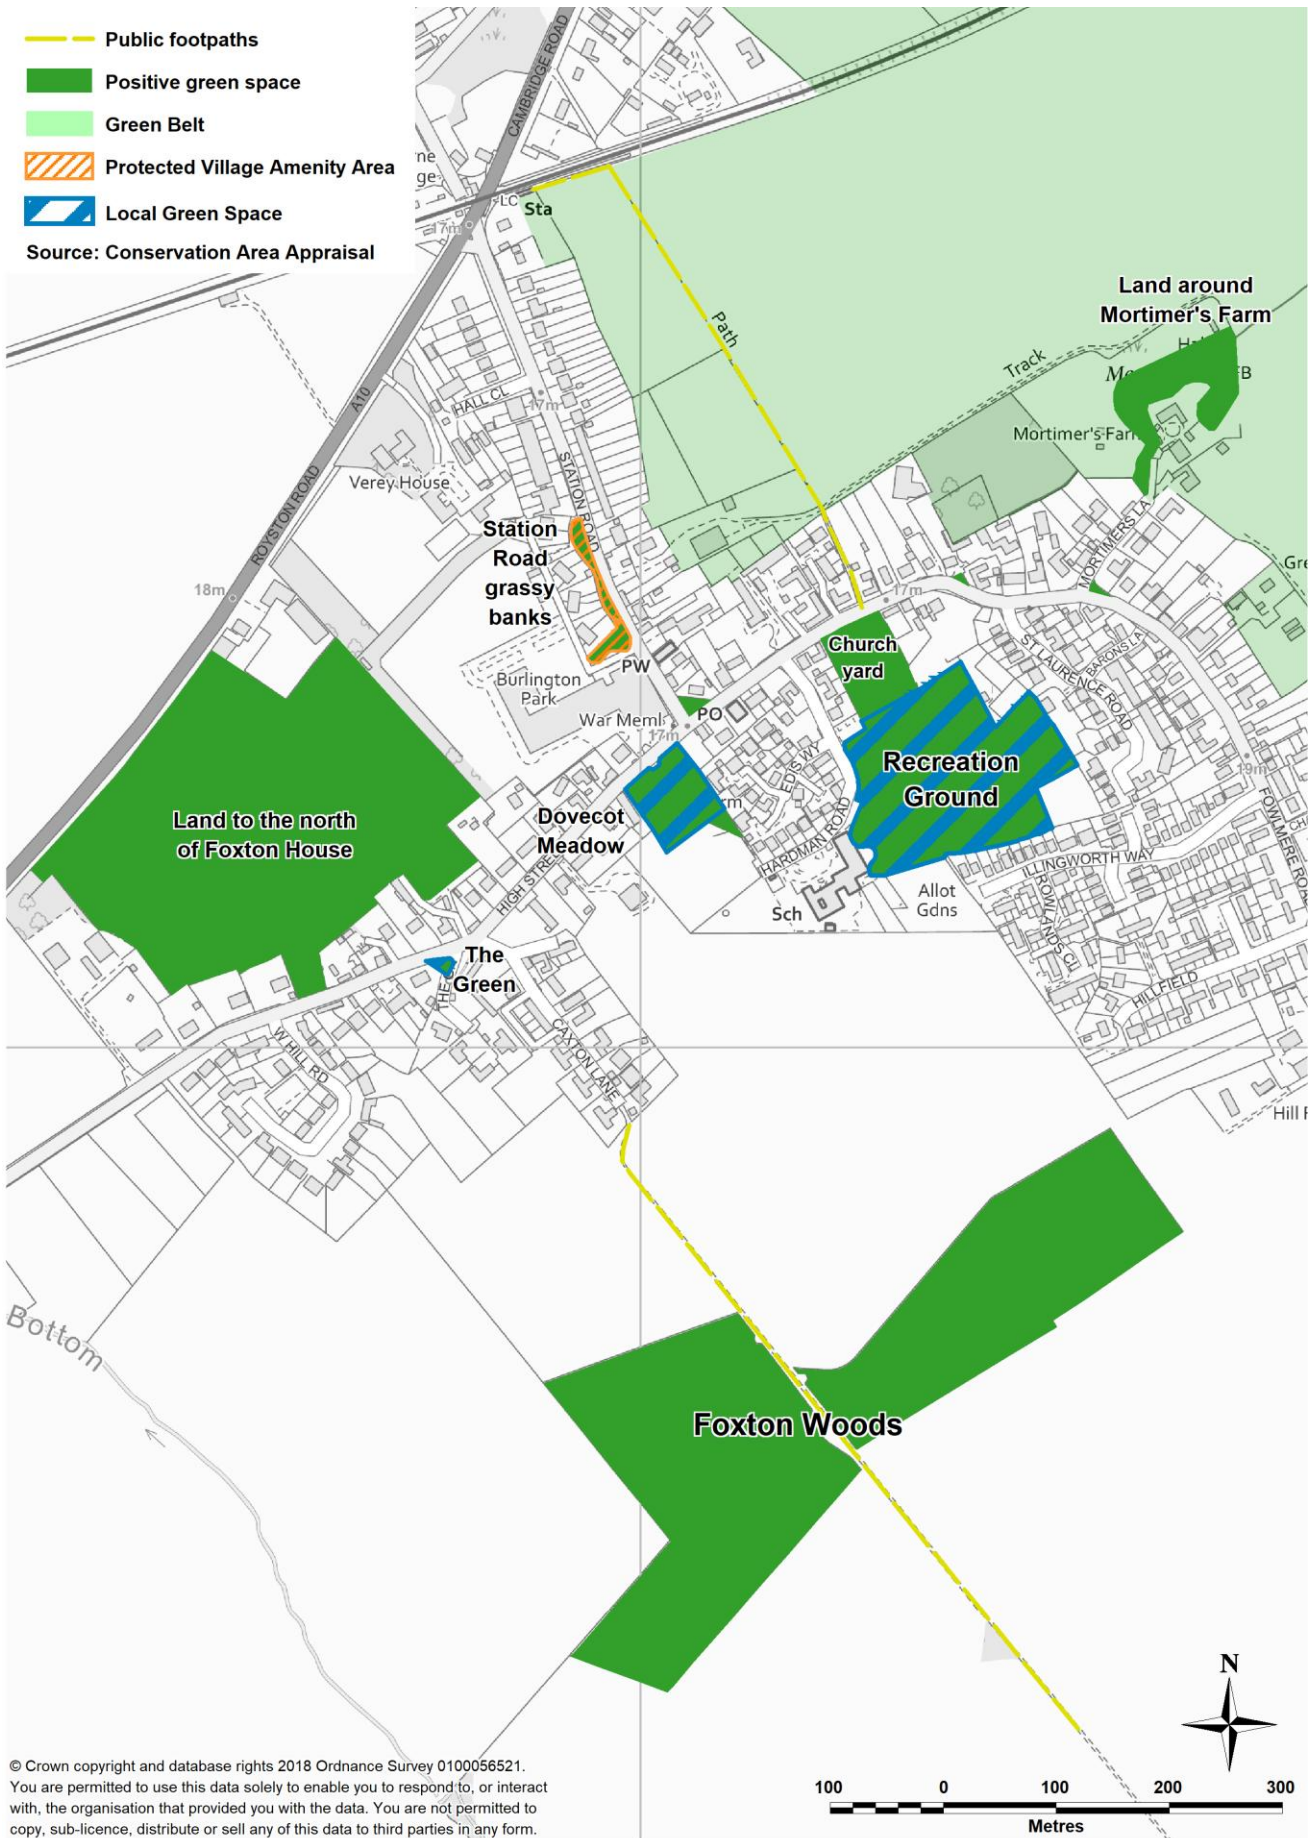 Public footpaths
Positive green space
Green Belt
Protected Village Amenity Area
Local Green Space
Source: Conservation Area Appraisal
CAMBRIDGE ROAD
LC
Sta
17m
Path
Land around
Mortimer's Farm
Track
FB
A10
HALL CL
17m
Mortimer's Farm
Verey House
STATION ROAD
ROYSTON ROAD
Station
Road
grassy
banks
MORTIMERS LA
18m
17m
Church
yard
PW
Burlington
Park
ST LAURENCE ROAD
BARONS LA
War Meml
PO
17m
EDIS WY
Recreation
Ground
19m
Dovecot
Meadow
Land to the north
of Foxton House
HARDMAN ROAD
FOWLMERE ROAD
ILLINGWORTH WAY
HIGH STREET
Allot
Gdns
Sch
ROWLANDS CL
The
Green
HILLFIELD
CAXTON LANE
W HILL RD
Bottom
Foxton Woods
N
© Crown copyright and database rights 2018 Ordnance Survey 0100056521.
You are permitted to use this data solely to enable you to respond to, or interact
with, the organisation that provided you with the data. You are not permitted to
copy, sub-licence, distribute or sell any of this data to third parties in any form.
100 0 100 200 300
Metres